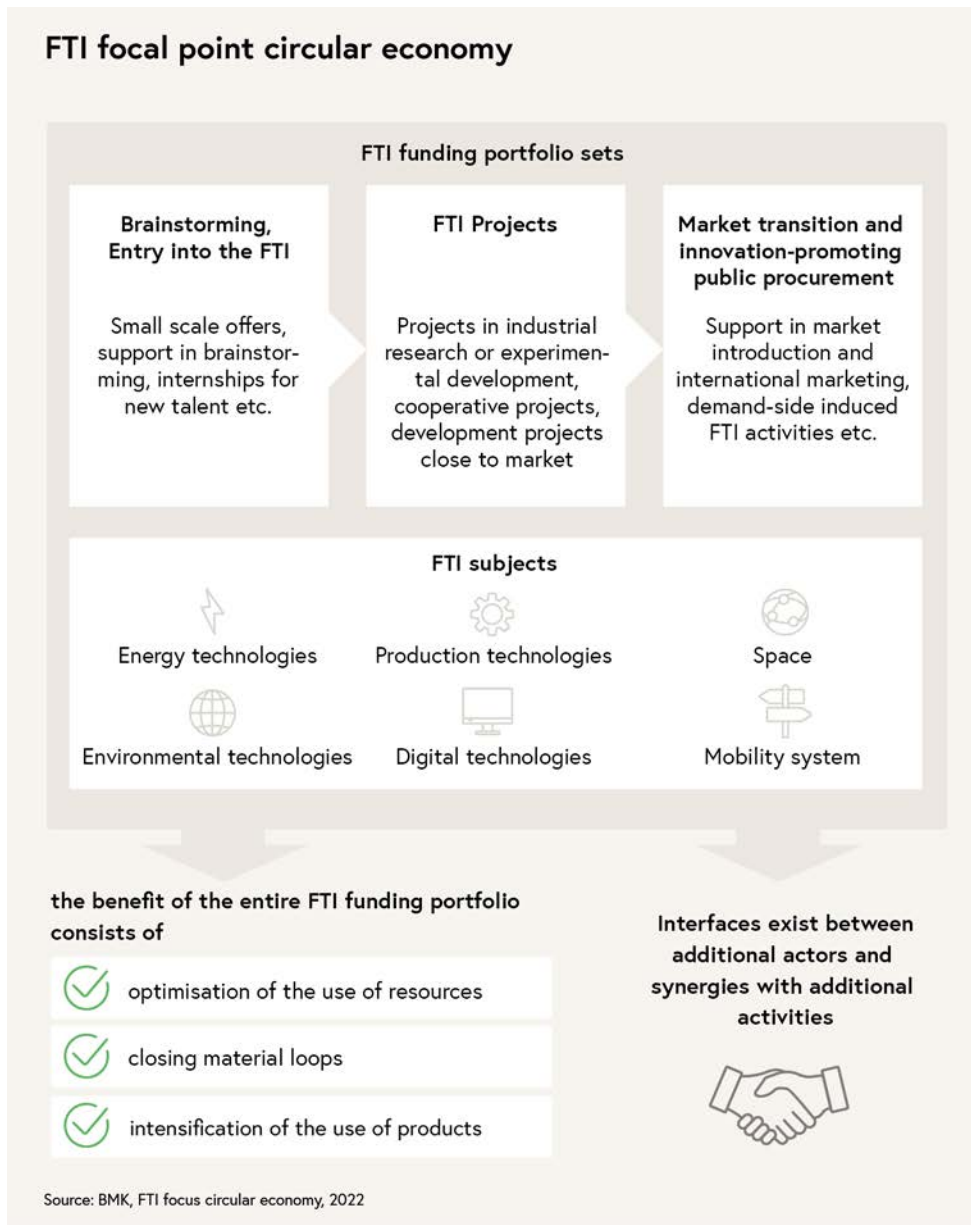 FTI focal point circular economy
FTI funding portfolio sets
Brainstorming,
Entry into the FTI
Small scale offers,
support in brainstor-
ming, internships for
new talent etc.
FTI Projects
Projects in industrial
research or experimen-
tal development,
cooperative projects,
development projects
close to market
Market transition and
innovation-promoting
public procurement
Support in market
introduction and
international marketing,
demand-side induced
FTI activities etc.
FTI subjects
Energy technologies
Production technologies
Space
Environmental technologies
Digital technologies
Mobility system
the benefit of the entire FTI funding portfolio
consists of
optimisation of the use of resources
closing material loops
intensification of the use of products
Interfaces exist between
additional actors and
synergies with additional
activities
Source: BMK, FTI focus circular economy, 2022